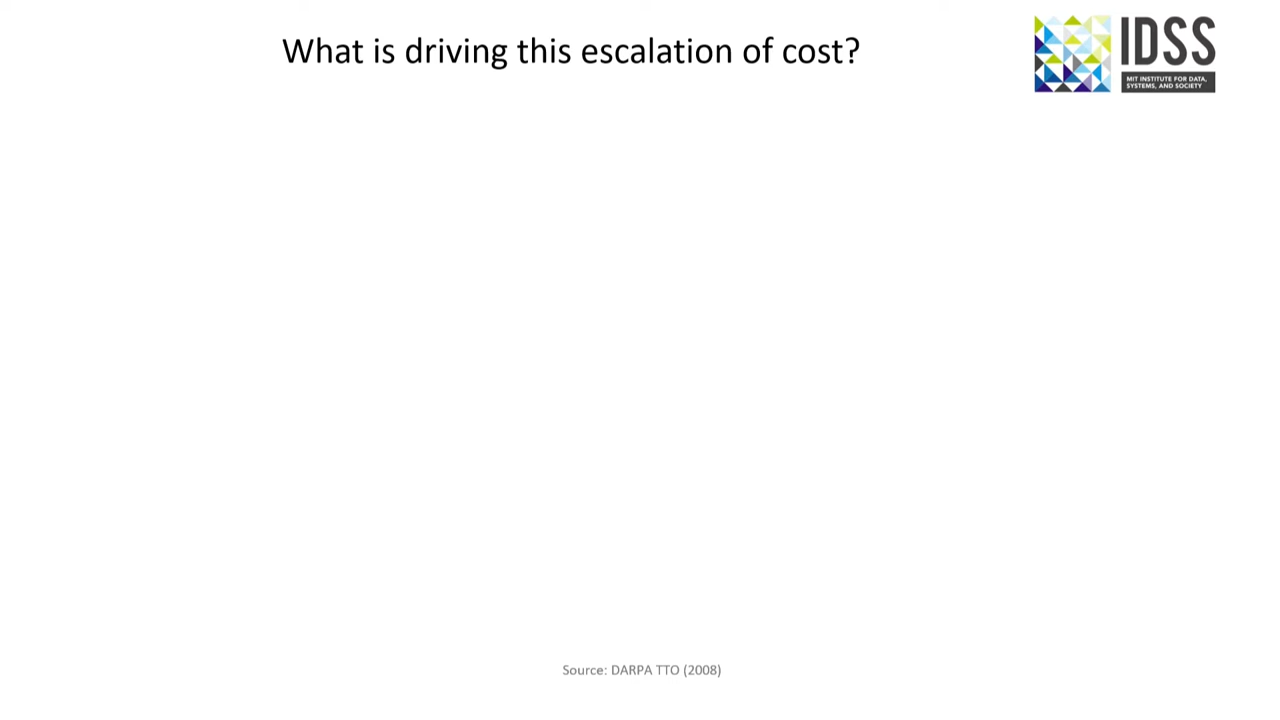 What is driving this escalation of cost?
IDSS
MIT INSTITUTE FOR DATA,
SYSTEMS, AND SOCIETY
Source: DARPA TTO (2008)